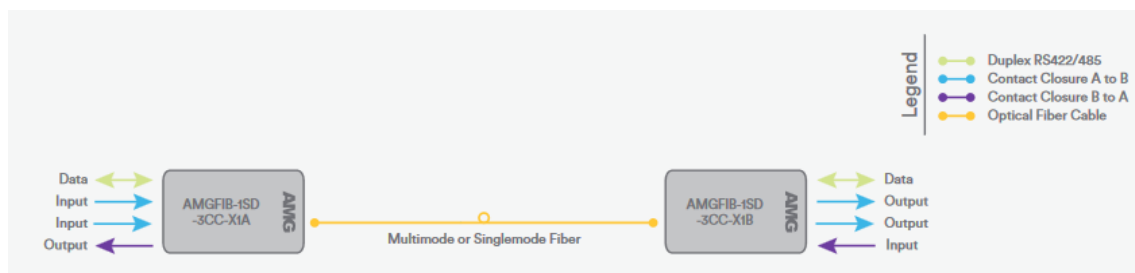 Legend
Duplex RS422/485
Contact Closure A to B
Contact Closure B to A
Optical Fiber Cable
Data
Input
Input
Output
AMGFIB-1SD
-3CC-X1A
AMG
Multimode or Singlemode Fiber
AMGFIB-1SD
-3CC-X1B
AMG
Data
Output
Output
Input